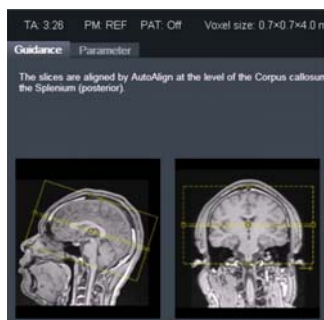 TA: 3:26 PM: REF PAT: Off Voxel size: 0.7×0.7×4.0
Guidance Parameter
The slices are aligned by AutoAlign at the level of the Corpus
the Splenium (posterior).